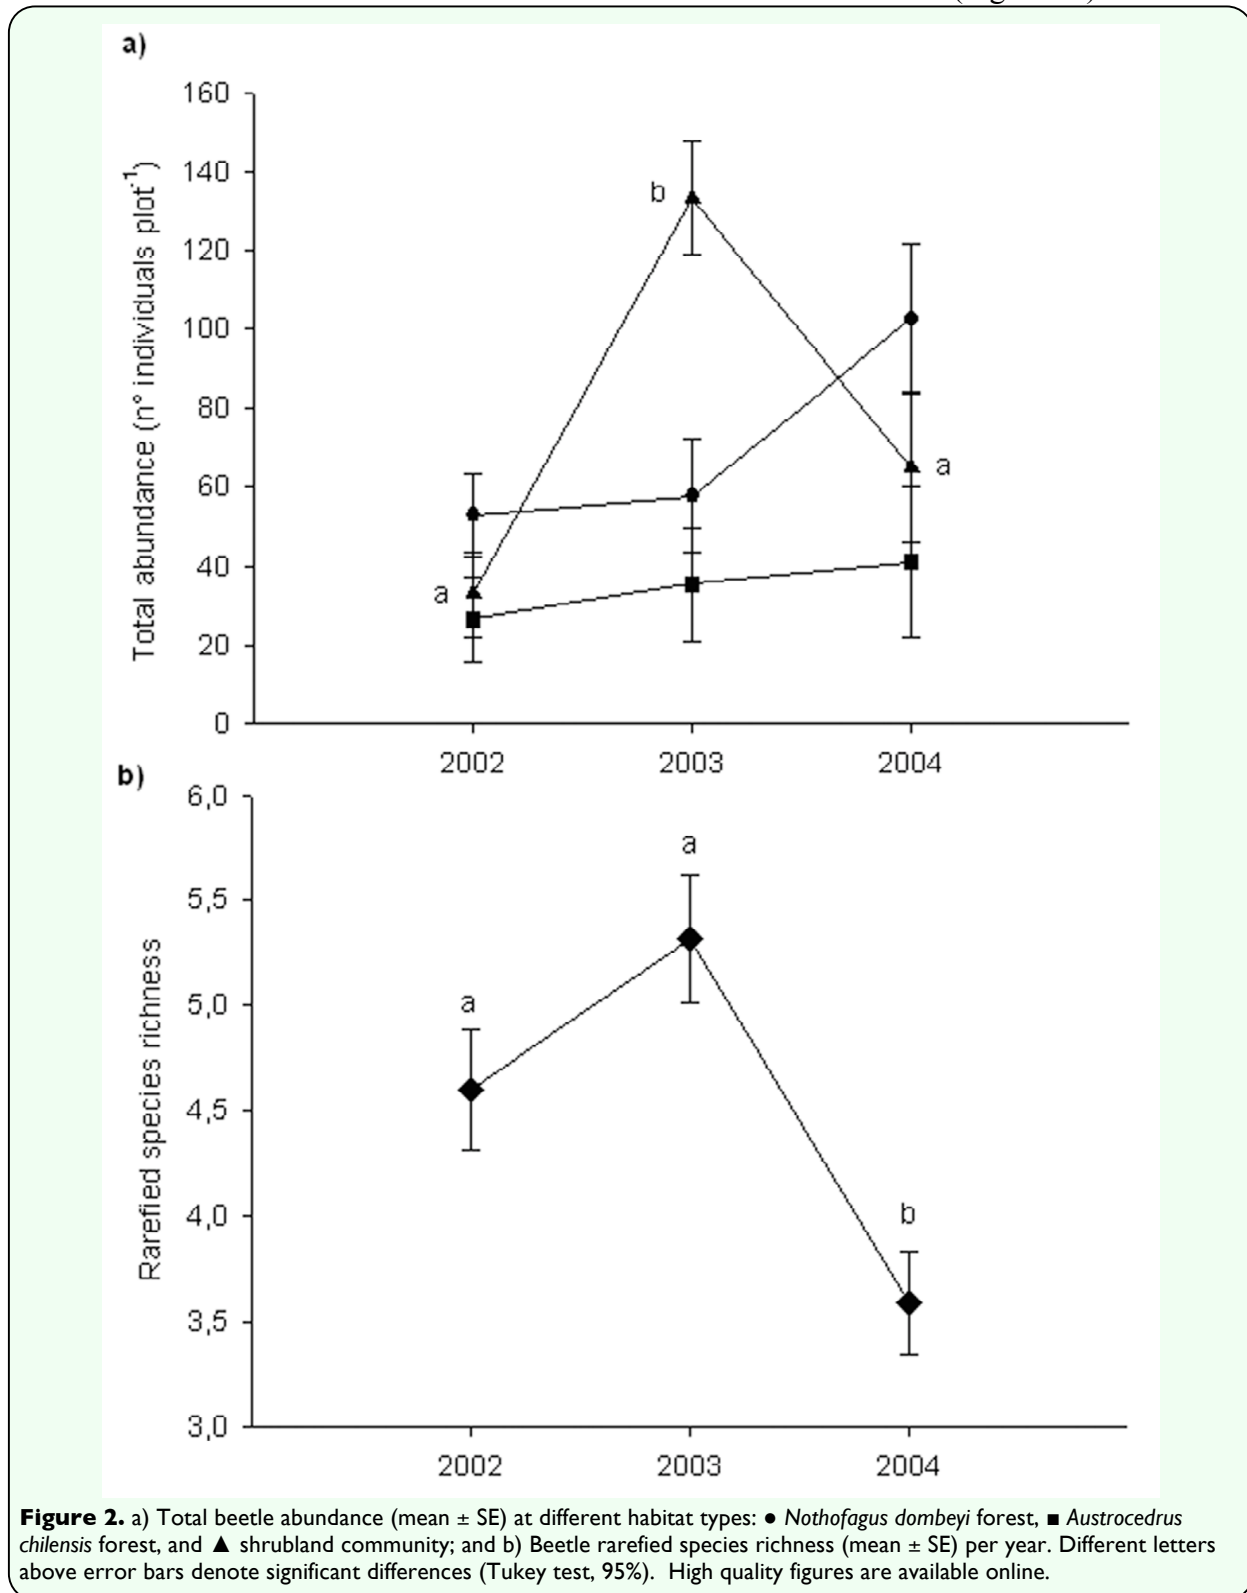 a)
160
140
120
100
80
60
40
20
0
Total abundance (n° individuals plot-1)
b
a
a
2002 2003 2004
b)
6,0
5,5
5,0
4,5
4,0
3,5
3,0
Rarefied species richness
a
a
b
2002 2003 2004
Figure 2. a) Total beetle abundance (mean ± SE) at different habitat types: ● Nothofagus dombeyi forest, ■ Austrocedrus
chilensis forest, and ▲ shrubland community; and b) Beetle rarefied species richness (mean ± SE) per year. Different letters
above error bars denote significant differences (Tukey test, 95%). High quality figures are available online.